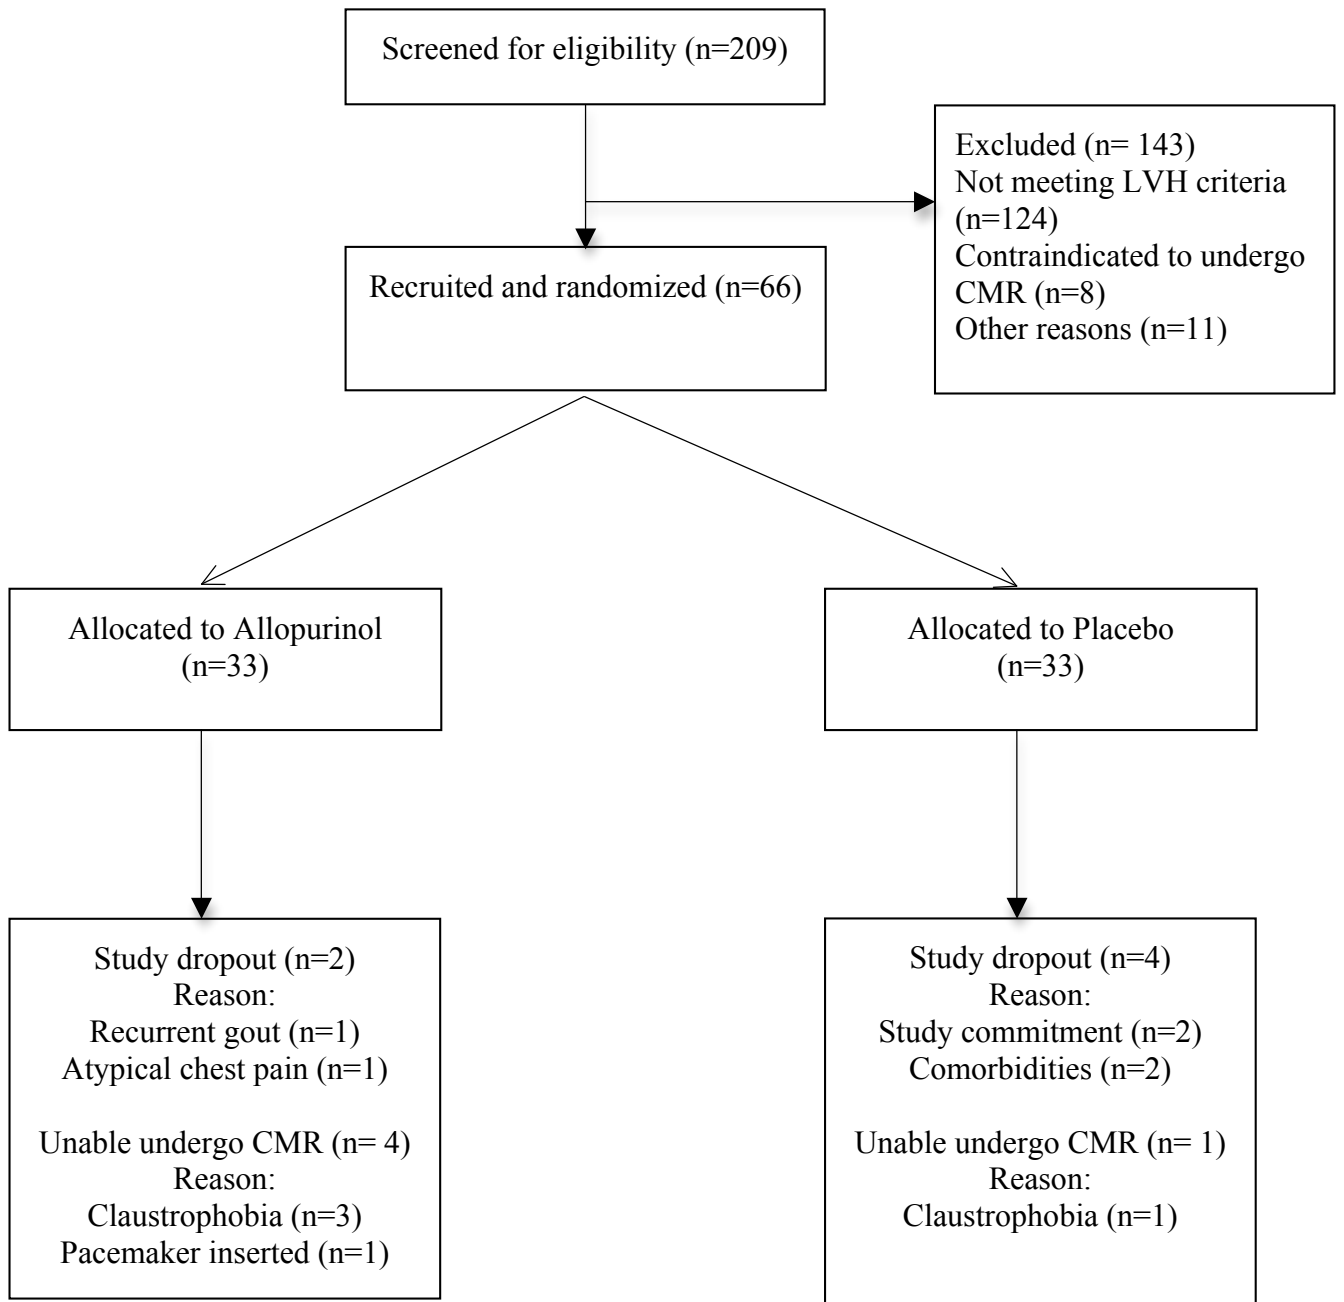 Screened for eligibility (n=209)
Excluded (n= 143)
Not meeting LVH criteria
(n=124)
Contraindicated to undergo
CMR (n=8)
Other reasons (n=11)
Recruited and randomized (n=66)
Allocated to Allopurinol
(n=33)
Allocated to Placebo
(n=33)
Study dropout (n=2)
Reason:
Recurrent gout (n=1)
Atypical chest pain (n=1)
Unable undergo CMR (n= 4)
Reason:
Claustrophobia (n=3)
Pacemaker inserted (n=1)
Study dropout (n=4)
Reason:
Study commitment (n=2)
Comorbidities (n=2)
Unable undergo CMR (n= 1)
Reason:
Claustrophobia (n=1)